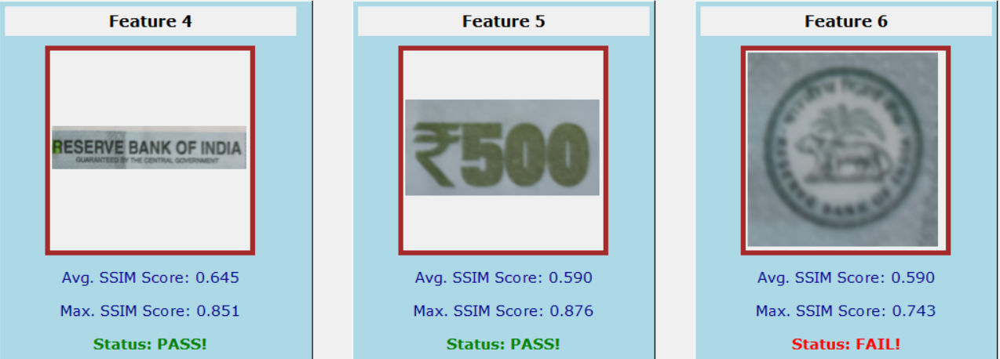 Feature 4
RESERVE BANK OF INDIA
GUARANTEED BY THE CENTRAL GOVERNMENT
Avg. SSIM Score: 0.645
Max. SSIM Score: 0.851
Status: PASS!
Feature 5
₹500
Avg. SSIM Score: 0.590
Max. SSIM Score: 0.876
Status: PASS!
Feature 6
भारतीय रिज़र्व बैंक
RESERVE BANK OF INDIA
Avg. SSIM Score: 0.590
Max. SSIM Score: 0.743
Status: FAIL!